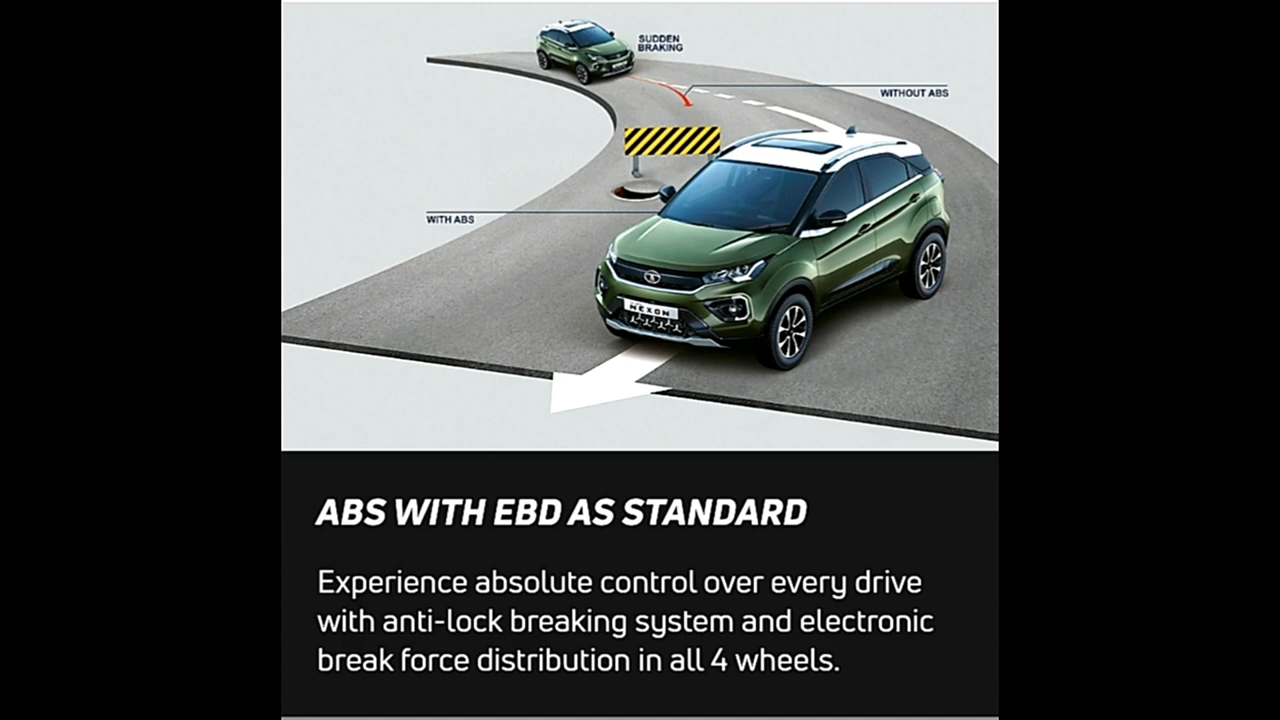 SUDDEN
BRAKING
WITHOUT ABS
WITH ABS
NEXON
ABS WITH EBD AS STANDARD
Experience absolute control over every drive
with anti-lock breaking system and electronic
break force distribution in all 4 wheels.